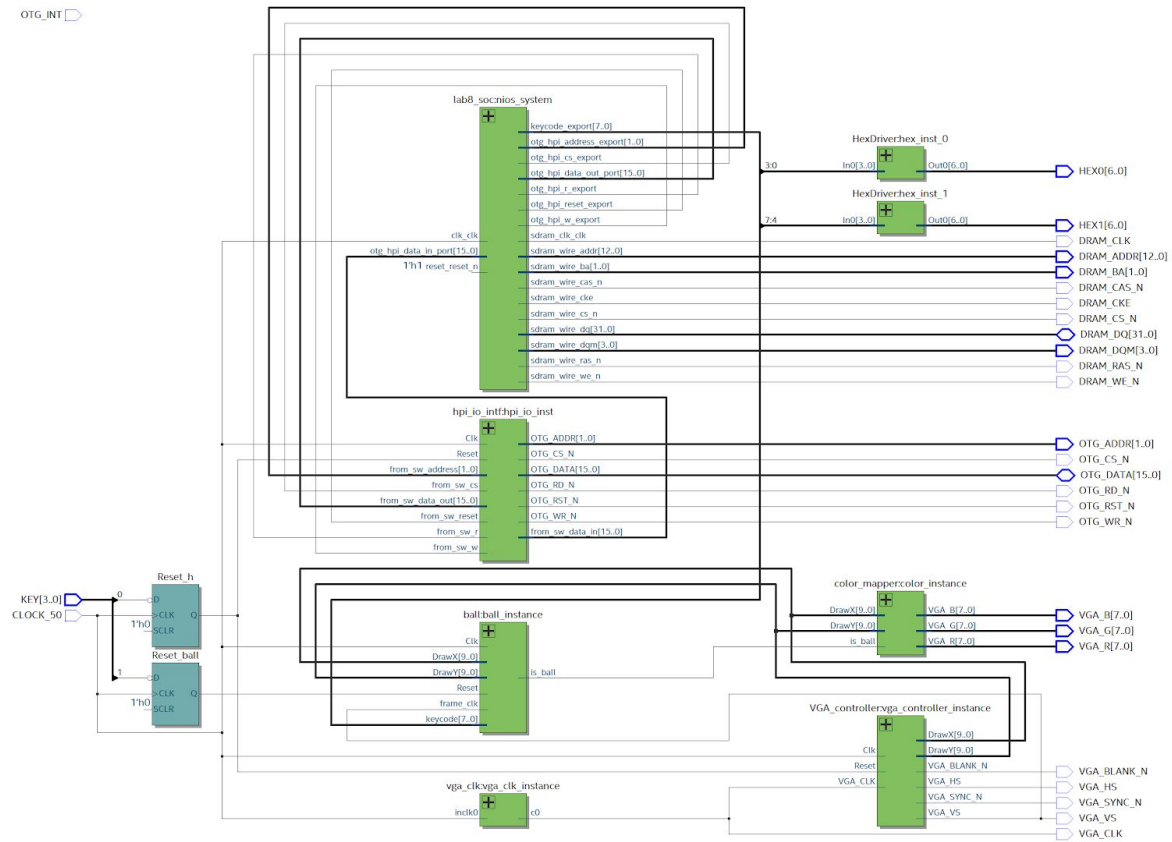 OTG_INT
lab8_soc:nios_system
keycode_export[7..0]
otg_hpi_address_export[1..0]
otg_hpi_cs_export
otg_hpi_data_out_port[15..0]
otg_hpi_r_export
otg_hpi_reset_export
otg_hpi_w_export
clk_clk
sdram_clk_clk
otg_hpi_data_in_port[15..0]
sdram_wire_addr[12..0]
1'h1 reset_reset_n
sdram_wire_ba[1..0]
sdram_wire_cas_n
sdram_wire_cke
sdram_wire_cs_n
sdram_wire_dq[31..0]
sdram_wire_dqm[3..0]
sdram_wire_ras_n
sdram_wire_we_n
HexDriver:hex_inst_0
3:0
In0[3..0]
Out0[6..0]
HEX0[6..0]
HexDriver:hex_inst_1
7:4
In0[3..0]
Out0[6..0]
HEX1[6..0]
DRAM_CLK
DRAM_ADDR[12..0]
DRAM_BA[1..0]
DRAM_CAS_N
DRAM_CKE
DRAM_CS_N
DRAM_DQ[31..0]
DRAM_DQM[3..0]
DRAM_RAS_N
DRAM_WE_N
hpi_io_intf:hpi_io_inst
Clk
Reset
from_sw_address[1..0]
from_sw_cs
from_sw_data_out[15..0]
from_sw_reset
from_sw_r
from_sw_w
OTG_ADDR[1..0]
OTG_CS_N
OTG_DATA[15..0]
OTG_RD_N
OTG_RST_N
OTG_WR_N
from_sw_data_in[15..0]
OTG_ADDR[1..0]
OTG_CS_N
OTG_DATA[15..0]
OTG_RD_N
OTG_RST_N
OTG_WR_N
KEY[3..0]
CLOCK_50
Reset_h
0
D
CLK
Q
1'h0
SCLR
Reset_ball
1
D
CLK
Q
1'h0
SCLR
ball:ball_instance
Clk
DrawX[9..0]
DrawY[9..0]
Reset
frame_clk
keycode[7..0]
is_ball
color_mapper:color_instance
DrawX[9..0]
DrawY[9..0]
is_ball
VGA_B[7..0]
VGA_G[7..0]
VGA_R[7..0]
VGA_B[7..0]
VGA_G[7..0]
VGA_R[7..0]
VGA_controller:vga_controller_instance
Clk
Reset
VGA_CLK
DrawX[9..0]
DrawY[9..0]
VGA_BLANK_N
VGA_HS
VGA_SYNC_N
VGA_VS
VGA_BLANK_N
VGA_HS
VGA_SYNC_N
VGA_VS
VGA_CLK
vga_clk:vga_clk_instance
inclk0
c0